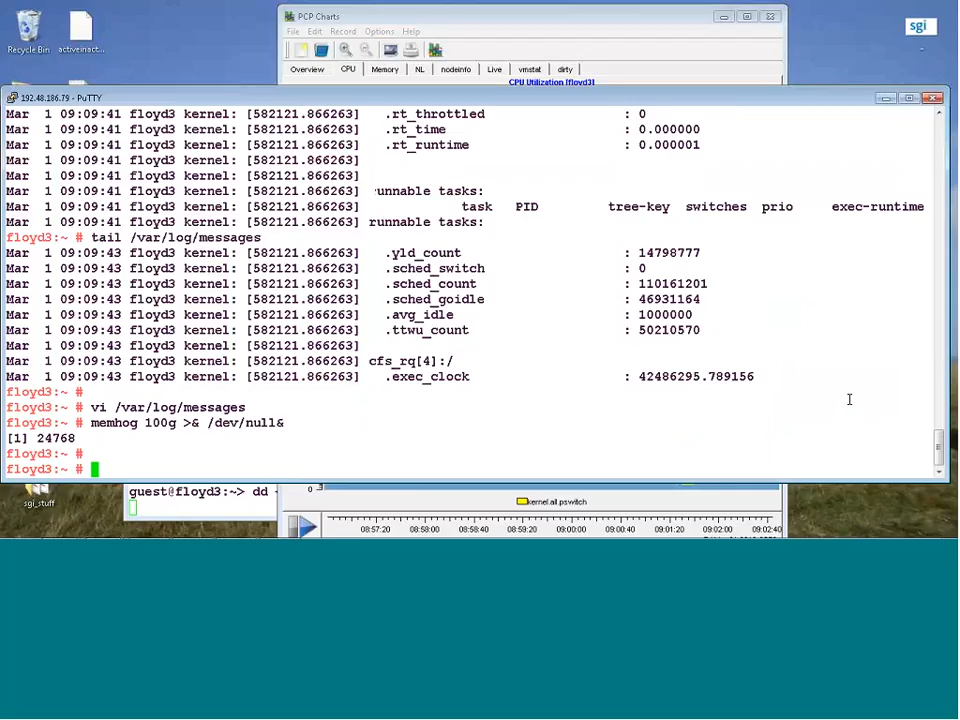 PCP Charts
File Edit Record Options Help
Recycle Bin
activeinact...
sgi
Overview CPU Memory NL nodeinfo Live vmstat dirty
CPU Utilization [floyd3]
192.48.186.79 - PuTTY
Mar 1 09:09:41 floyd3 kernel: [582121.866263] .rt_throttled : 0
Mar 1 09:09:41 floyd3 kernel: [582121.866263] .rt_time : 0.000000
Mar 1 09:09:41 floyd3 kernel: [582121.866263] .rt_runtime : 0.000001
Mar 1 09:09:41 floyd3 kernel: [582121.866263]
Mar 1 09:09:41 floyd3 kernel: [582121.866263]
Mar 1 09:09:41 floyd3 kernel: [582121.866263] unnable tasks:
Mar 1 09:09:41 floyd3 kernel: [582121.866263] task PID tree-key switches prio exec-runtime
Mar 1 09:09:41 floyd3 kernel: [582121.866263] runnable tasks:
floyd3:~ # tail /var/log/messages
Mar 1 09:09:43 floyd3 kernel: [582121.866263] .yld_count : 14798777
Mar 1 09:09:43 floyd3 kernel: [582121.866263] .sched_switch : 0
Mar 1 09:09:43 floyd3 kernel: [582121.866263] .sched_count : 110161201
Mar 1 09:09:43 floyd3 kernel: [582121.866263] .sched_goidle : 46931164
Mar 1 09:09:43 floyd3 kernel: [582121.866263] .avg_idle : 1000000
Mar 1 09:09:43 floyd3 kernel: [582121.866263] .ttwu_count : 50210570
Mar 1 09:09:43 floyd3 kernel: [582121.866263]
Mar 1 09:09:43 floyd3 kernel: [582121.866263] cfs_rq[4]:/
Mar 1 09:09:43 floyd3 kernel: [582121.866263] .exec_clock : 42486295.789156
floyd3:~ #
floyd3:~ # vi /var/log/messages
floyd3:~ # memhog 100g >& /dev/null&
[1] 24768
floyd3:~ #
floyd3:~ #
sgi_stuff
guest@floyd3:~> dd
0
kernel.all.pswitch
08:57:20 08:58:00 08:58:40 08:59:20 09:00:00 09:00:40 09:01:20 09:02:00 09:02:40